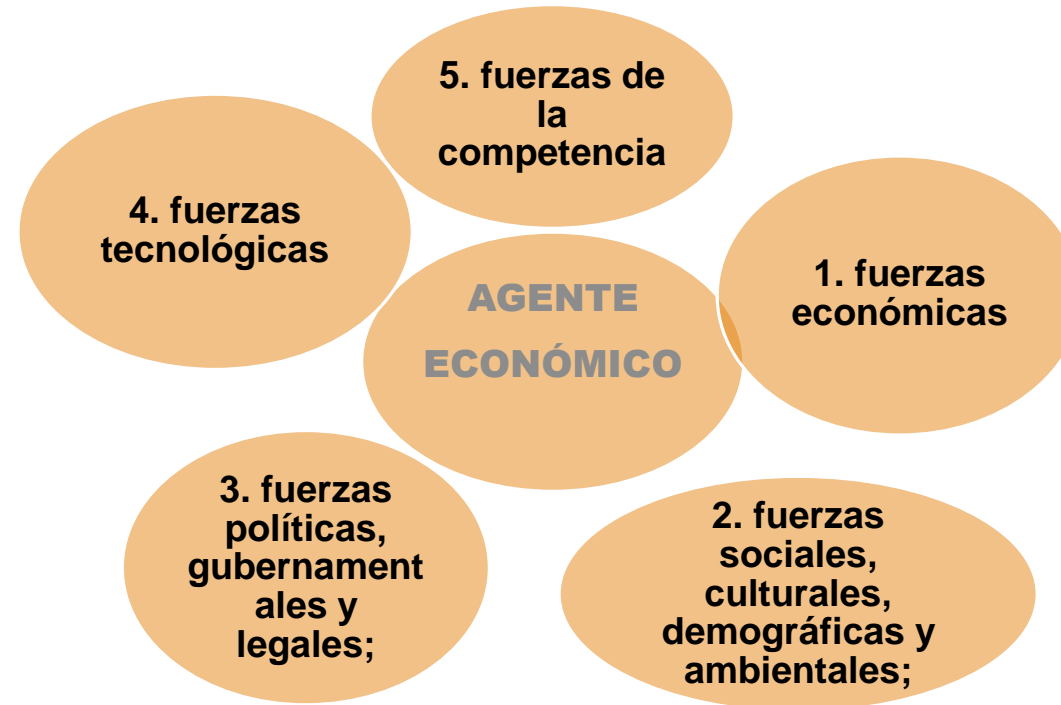 5. fuerzas de
la
competencia
4. fuerzas
tecnológicas
1. fuerzas
económicas
AGENTE
ECONÓMICO
3. fuerzas
políticas,
gubernament
ales y
legales;
2. fuerzas
sociales,
culturales,
demográficas y
ambientales;